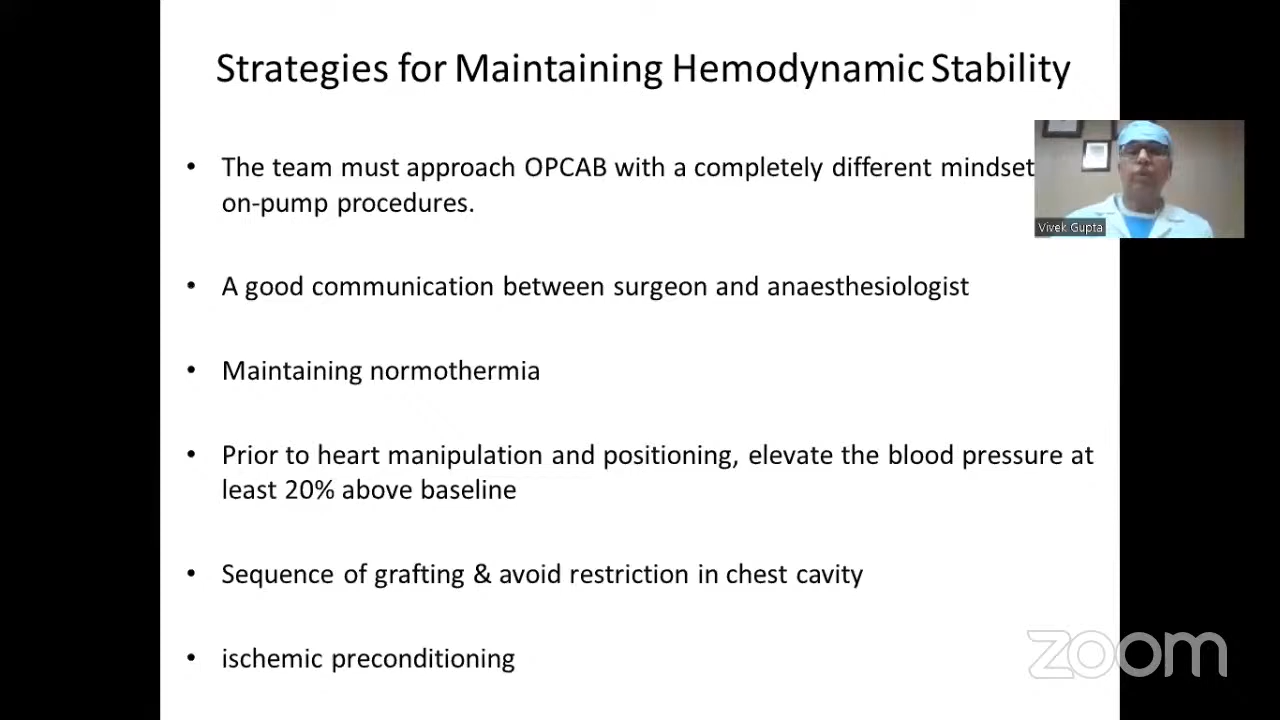 Strategies for Maintaining Hemodynamic Stability
• The team must approach OPCAB with a completely different mindset
on-pump procedures.
• A good communication between surgeon and anaesthesiologist
• Maintaining normothermia
• Prior to heart manipulation and positioning, elevate the blood pressure at
least 20% above baseline
• Sequence of grafting & avoid restriction in chest cavity
• ischemic preconditioning
Vivek Gupta
zoom